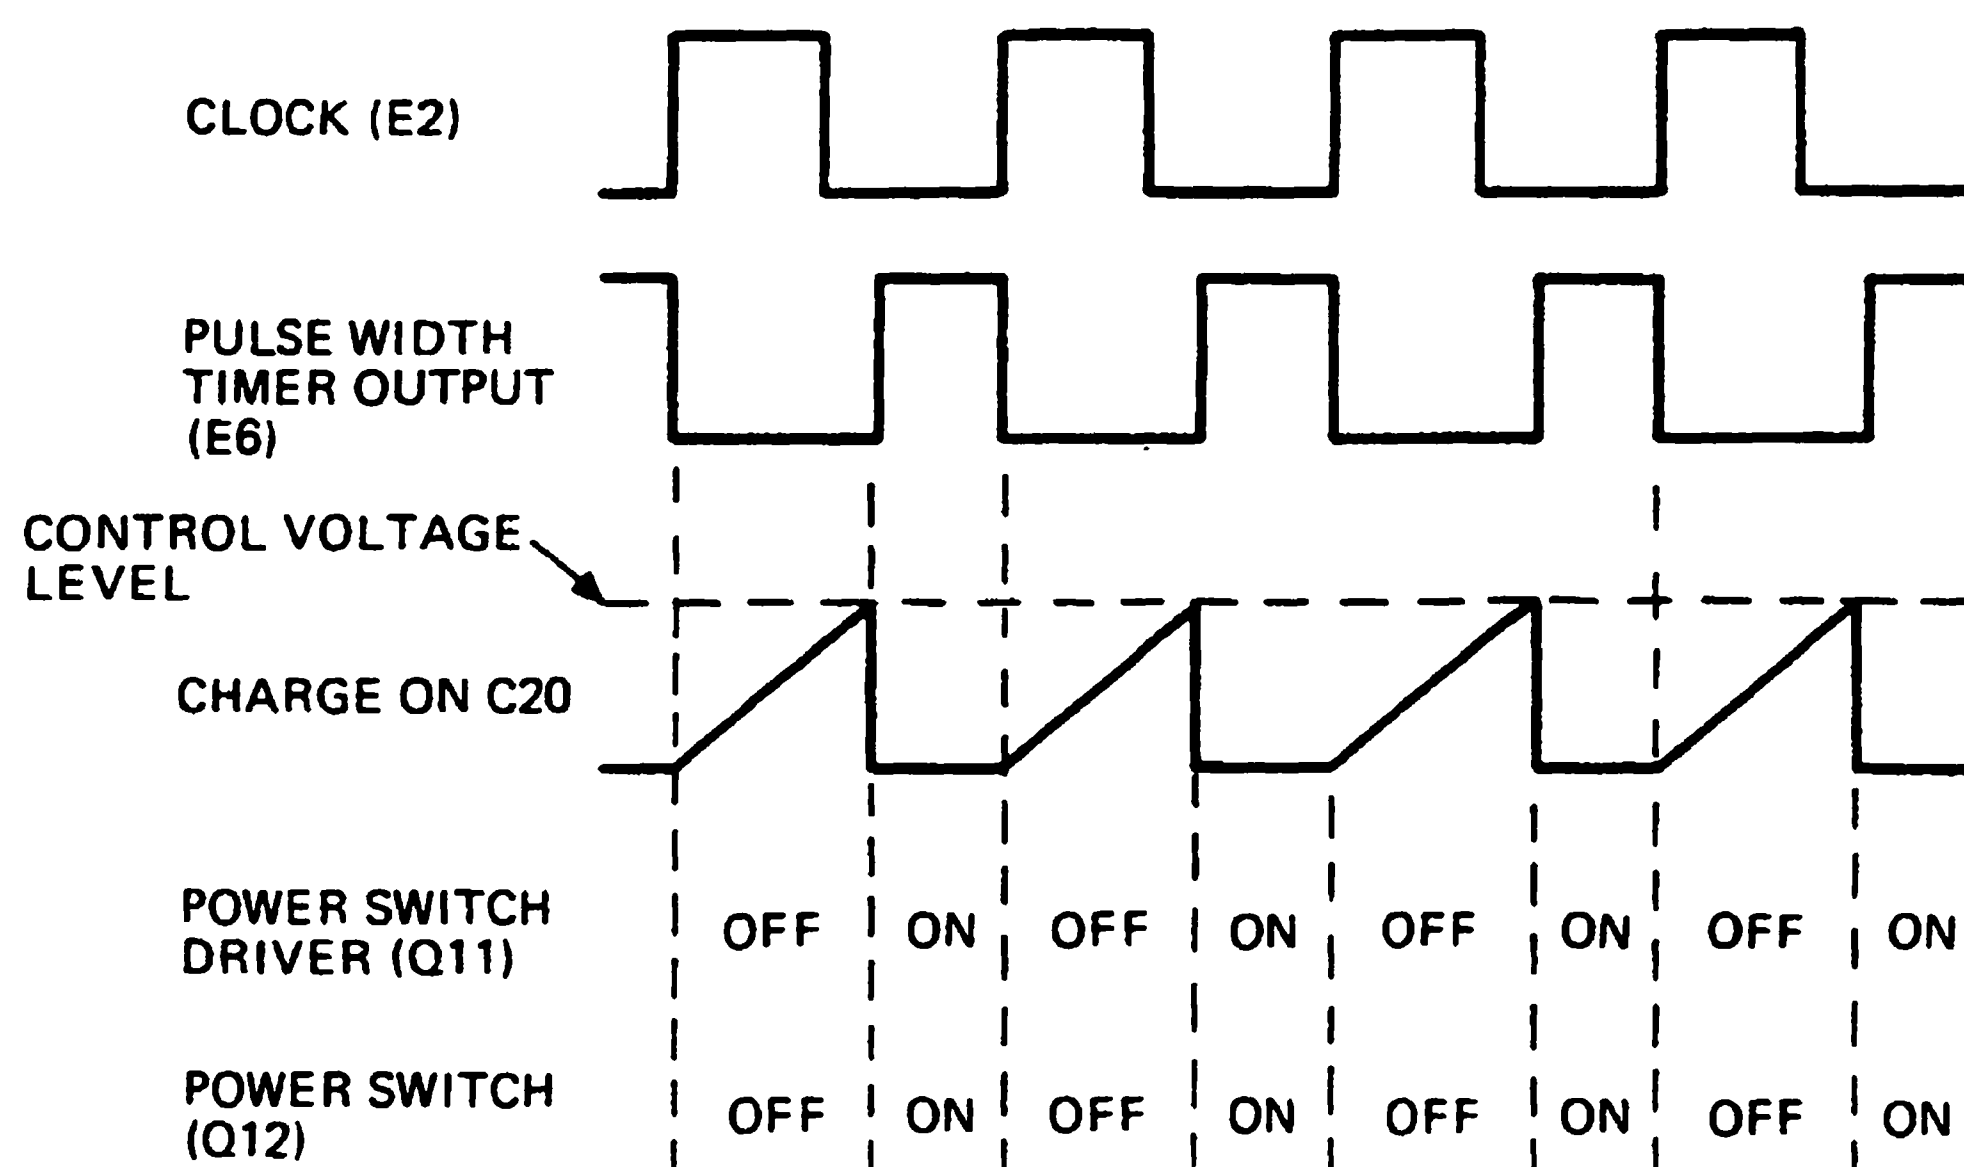 CLOCK (E2)
PULSE WIDTH
TIMER OUTPUT
(E6)
CONTROL VOLTAGE
LEVEL
CHARGE ON C20
POWER SWITCH
DRIVER (Q11)
OFF ON OFF ON OFF ON OFF ON
POWER SWITCH
(Q12)
OFF ON OFF ON OFF ON OFF ON